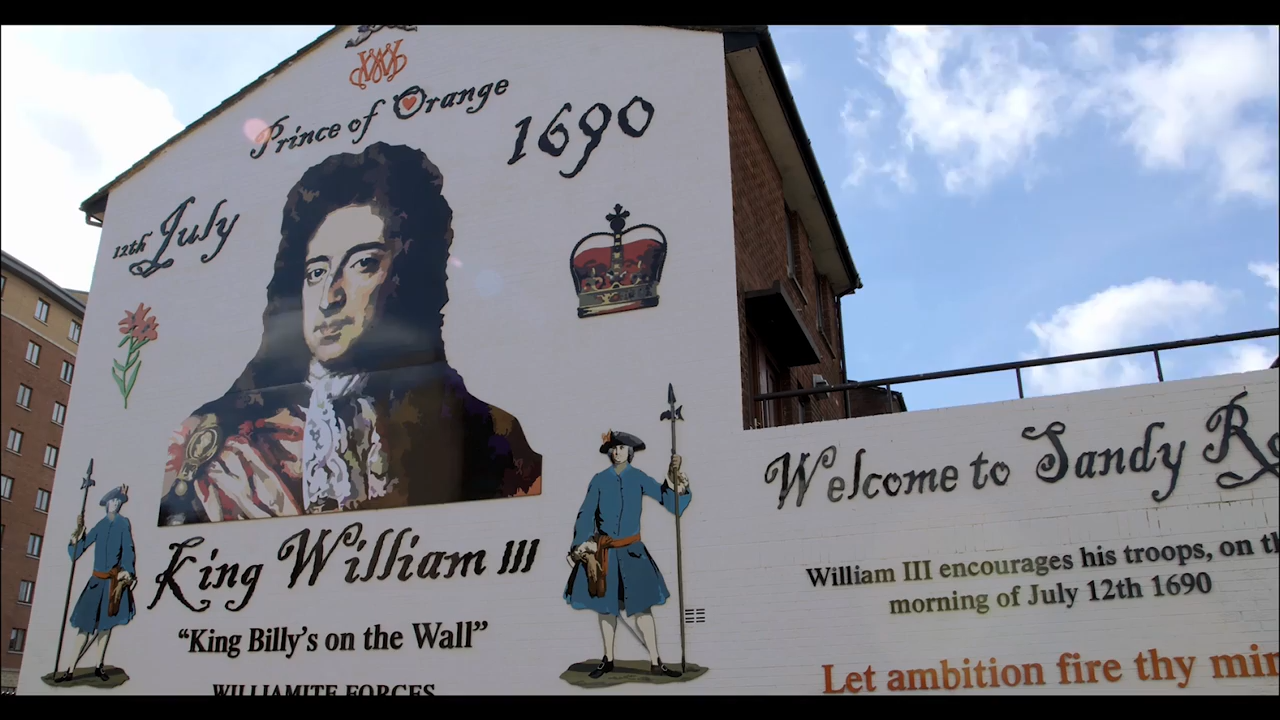 Prince of Orange
1690
12th July
King William III
“King Billy’s on the Wall”
WILLIAMITE FORCES
Welcome to Sandy
William III encourages his troops, on
morning of July 12th 1690
Let ambition fire thy